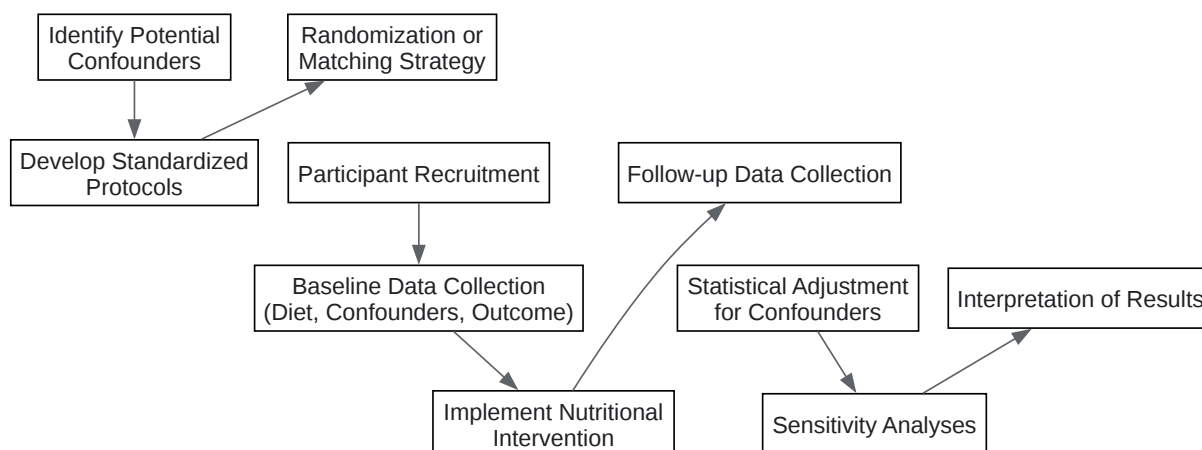 Identify Potential
Confounders
Randomization or
Matching Strategy
Develop Standardized
Protocols
Participant Recruitment
Follow-up Data Collection
Baseline Data Collection
(Diet, Confounders, Outcome)
Statistical Adjustment
for Confounders
Interpretation of Results
Implement Nutritional
Intervention
Sensitivity Analyses